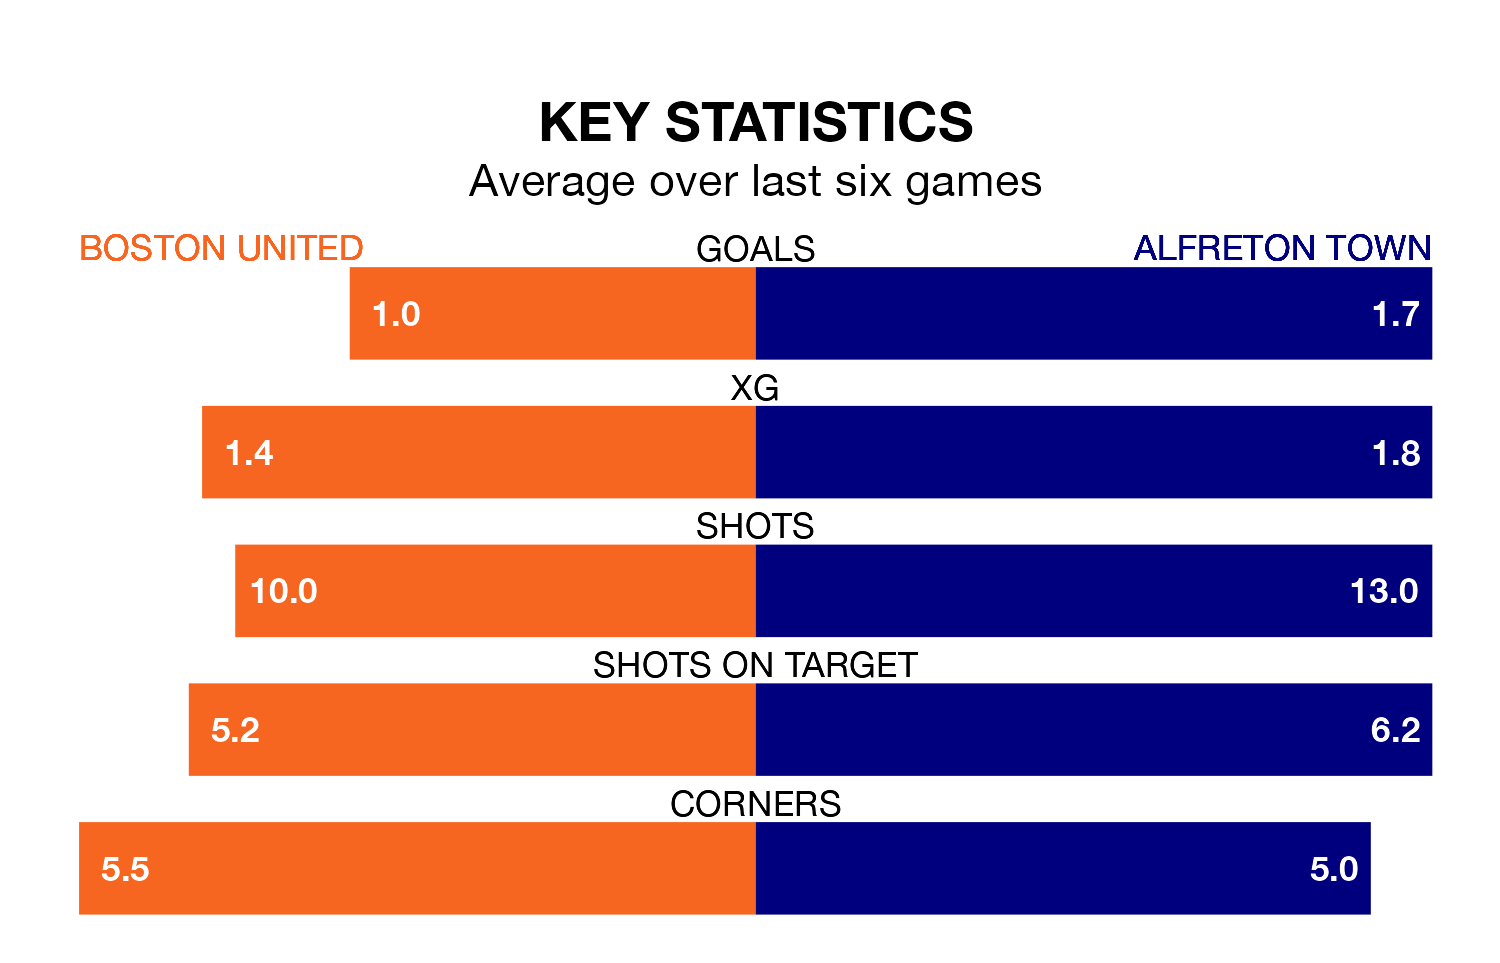 KEY STATISTICS
Average over last six games
BOSTON UNITED GOALS ALFRETON TOWN
1.0 1.7
XG
1.4 1.8
SHOTS
10.0 13.0
SHOTS ON TARGET
5.2 6.2
CORNERS
5.5 5.0